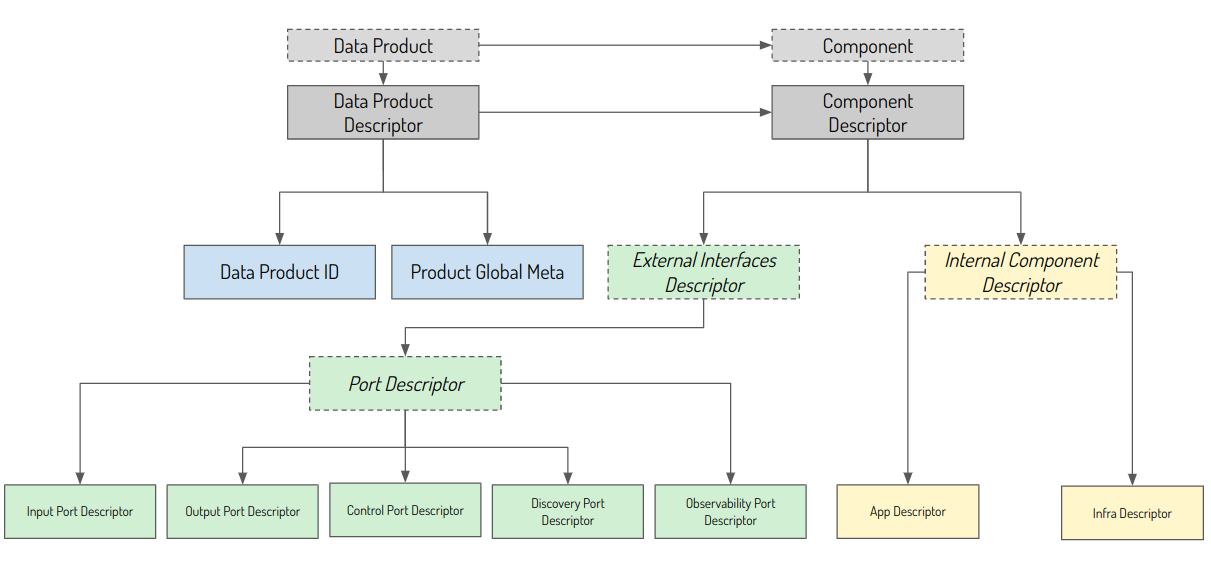 Data Product
Component
Data Product
Descriptor
Component
Descriptor
Data Product ID
Product Global Meta
External Interfaces
Descriptor
Internal Component
Descriptor
Port Descriptor
Input Port Descriptor
Output Port Descriptor
Control Port Descriptor
Discovery Port
Descriptor
Observability Port
Descriptor
App Descriptor
Infra Descriptor